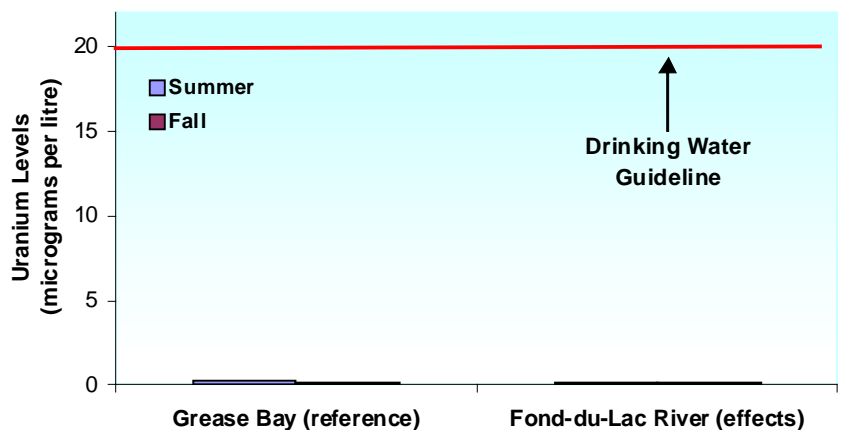 Uranium Levels
(micrograms per litre)
20
15
10
5
0
Summer
Fall
Drinking Water
Guideline
Grease Bay (reference)
Fond-du-Lac River (effects)